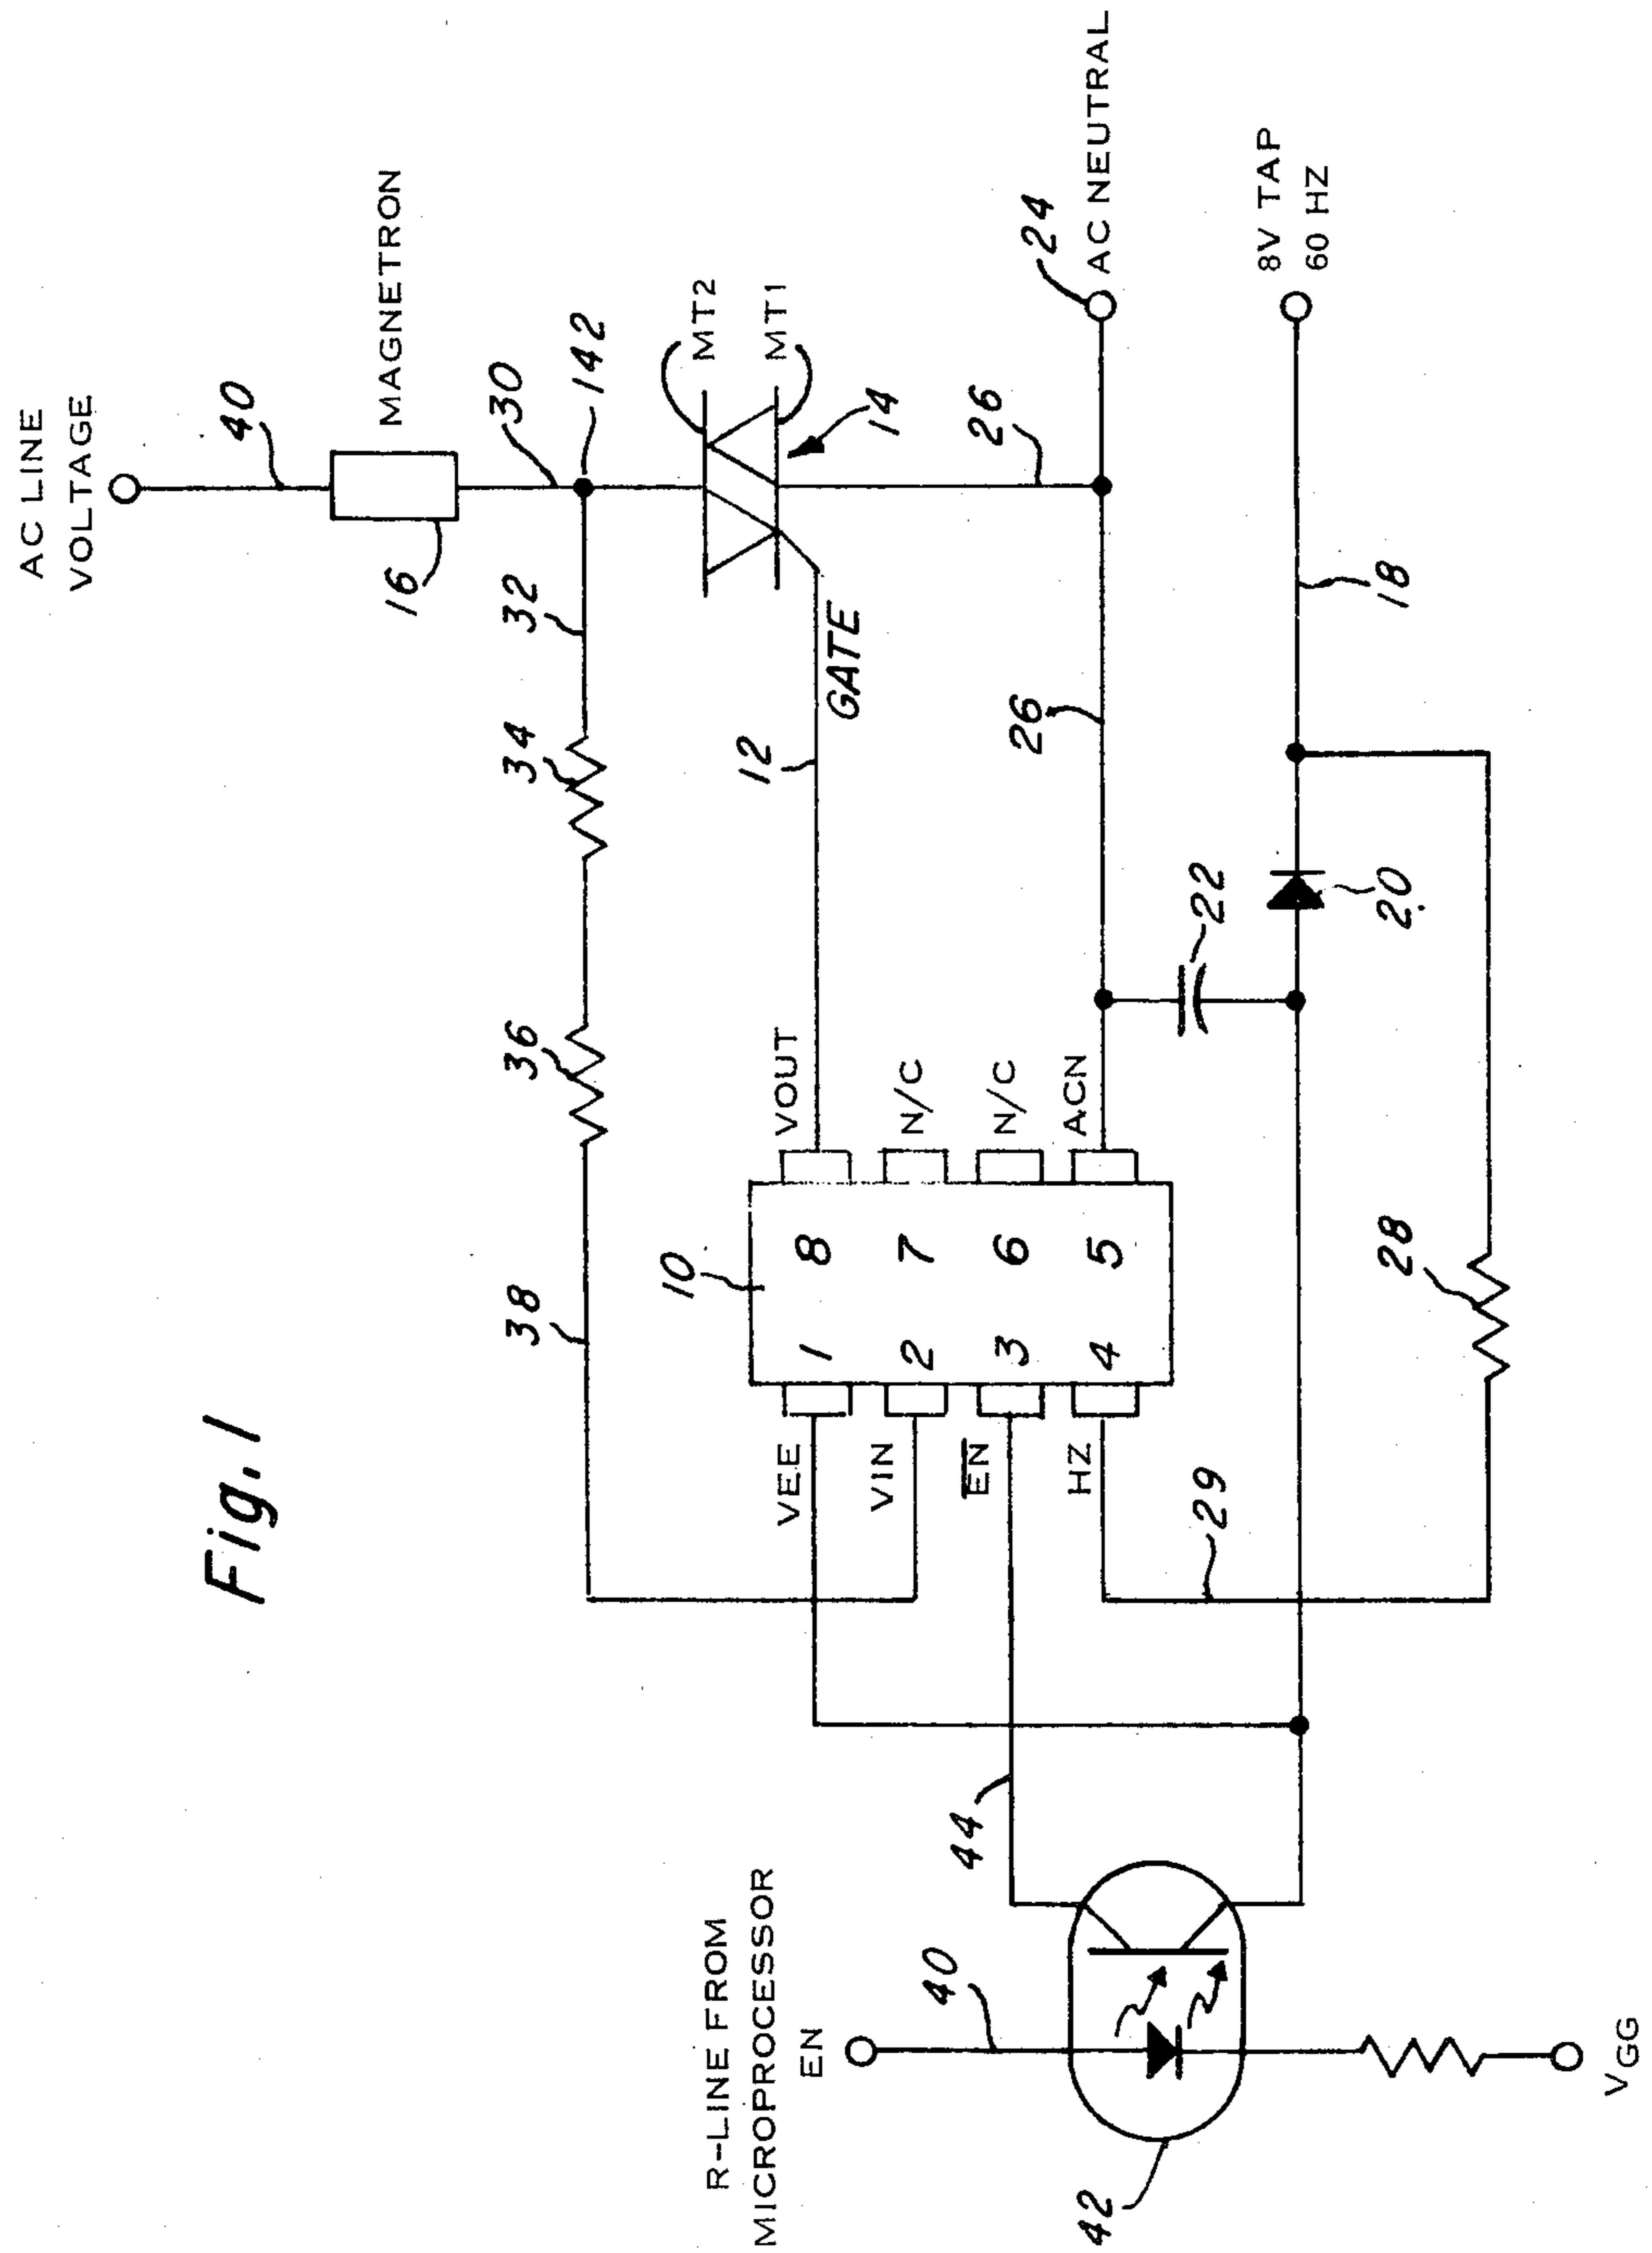 Fig. 1
AC LINE
VOLTAGE
40
MAGNETRON
16
30
142
32
34
36
38
MT2
MT1
14
GATE
12
26
24
AC NEUTRAL
26
8V TAP
60 HZ
18
20
22
28
29
10
VOUT
N/C
N/C
ACN
8
7
6
5
1
2
3
4
VEE
VIN
E̅N̅
HZ
44
R-LINE FROM
MICROPROCESSOR
EN
40
42
VGG